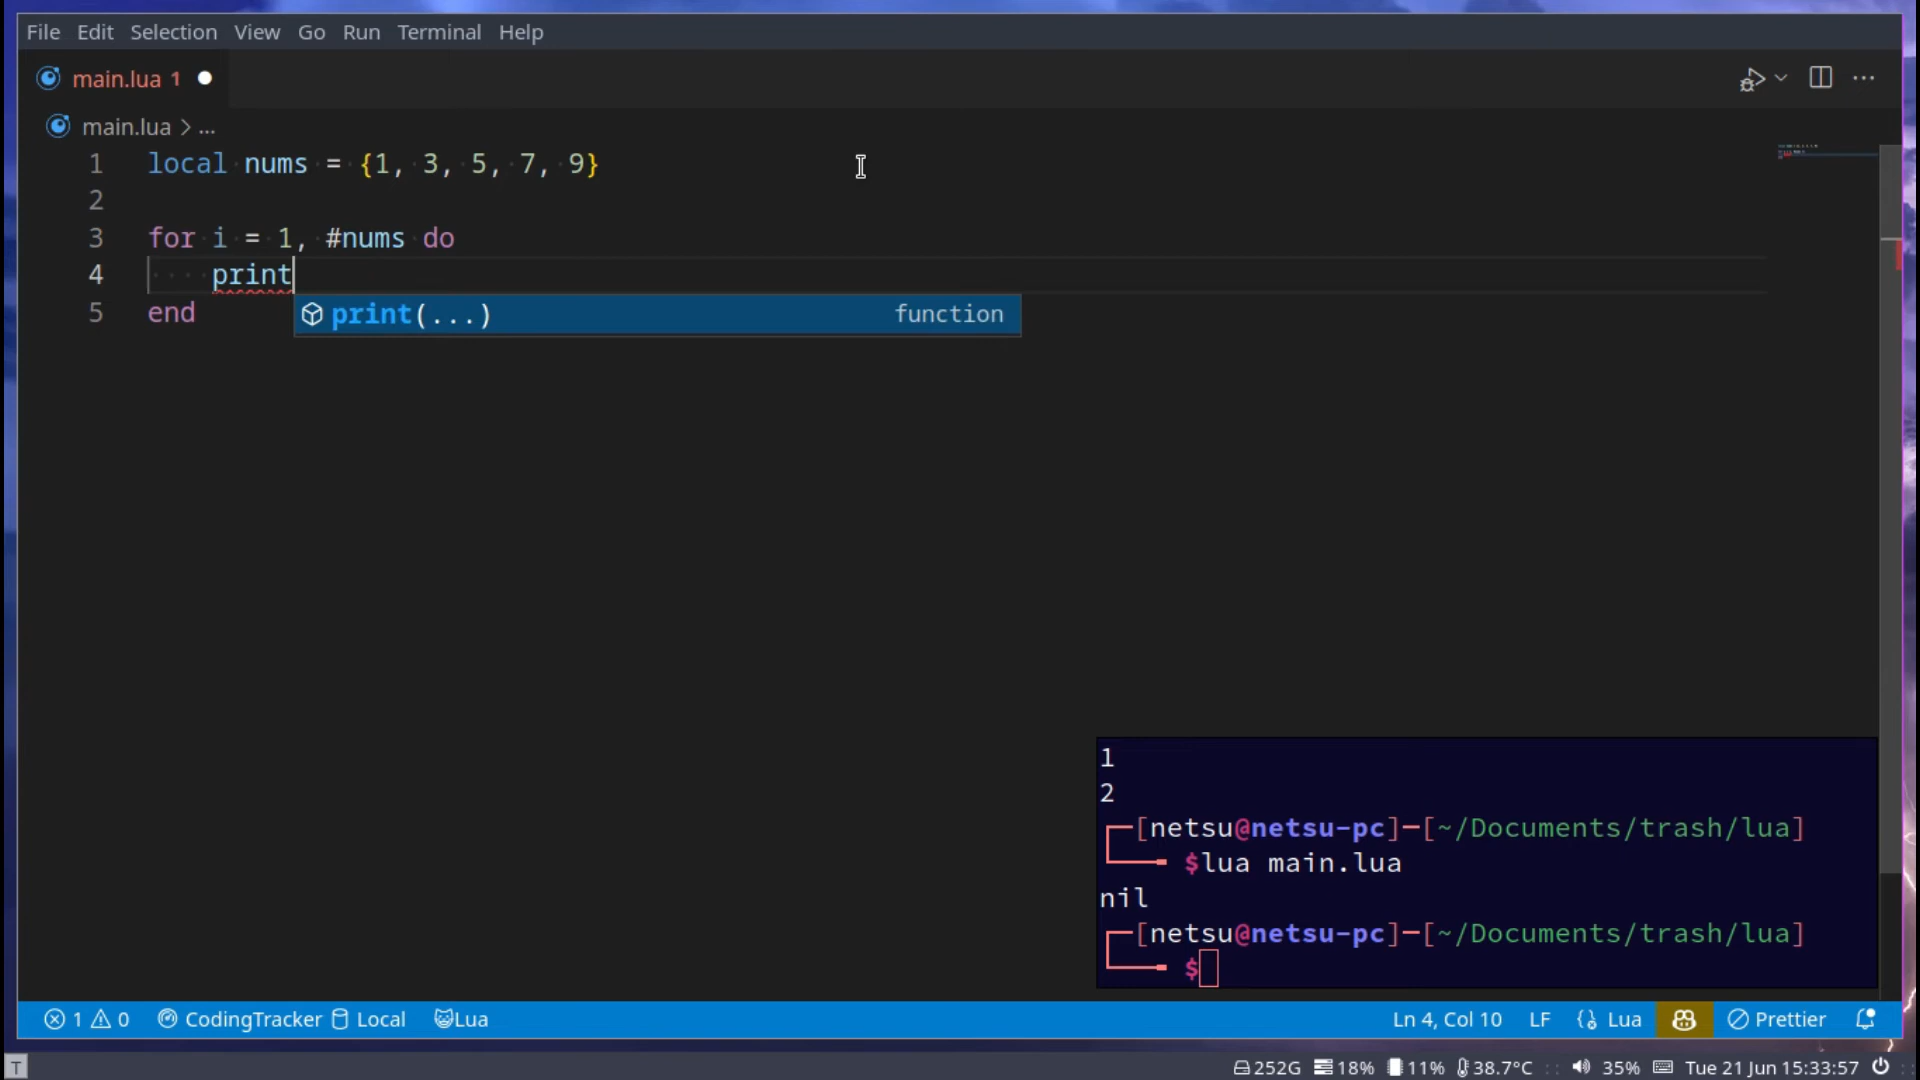 File Edit Selection View Go Run Terminal Help
main.lua 1
main.lua > ...
1 local nums = {1, 3, 5, 7, 9}
2
3 for i = 1, #nums do
4 print
5 end
print(...) function
1
2
[netsu@netsu-pc]-[~/Documents/trash/lua]
$lua main.lua
nil
[netsu@netsu-pc]-[~/Documents/trash/lua]
$
1 0 CodingTracker Local Lua Ln 4, Col 10 LF Lua Prettier
T 252G 18% 11% 38.7°C 35% Tue 21 Jun 15:33:57